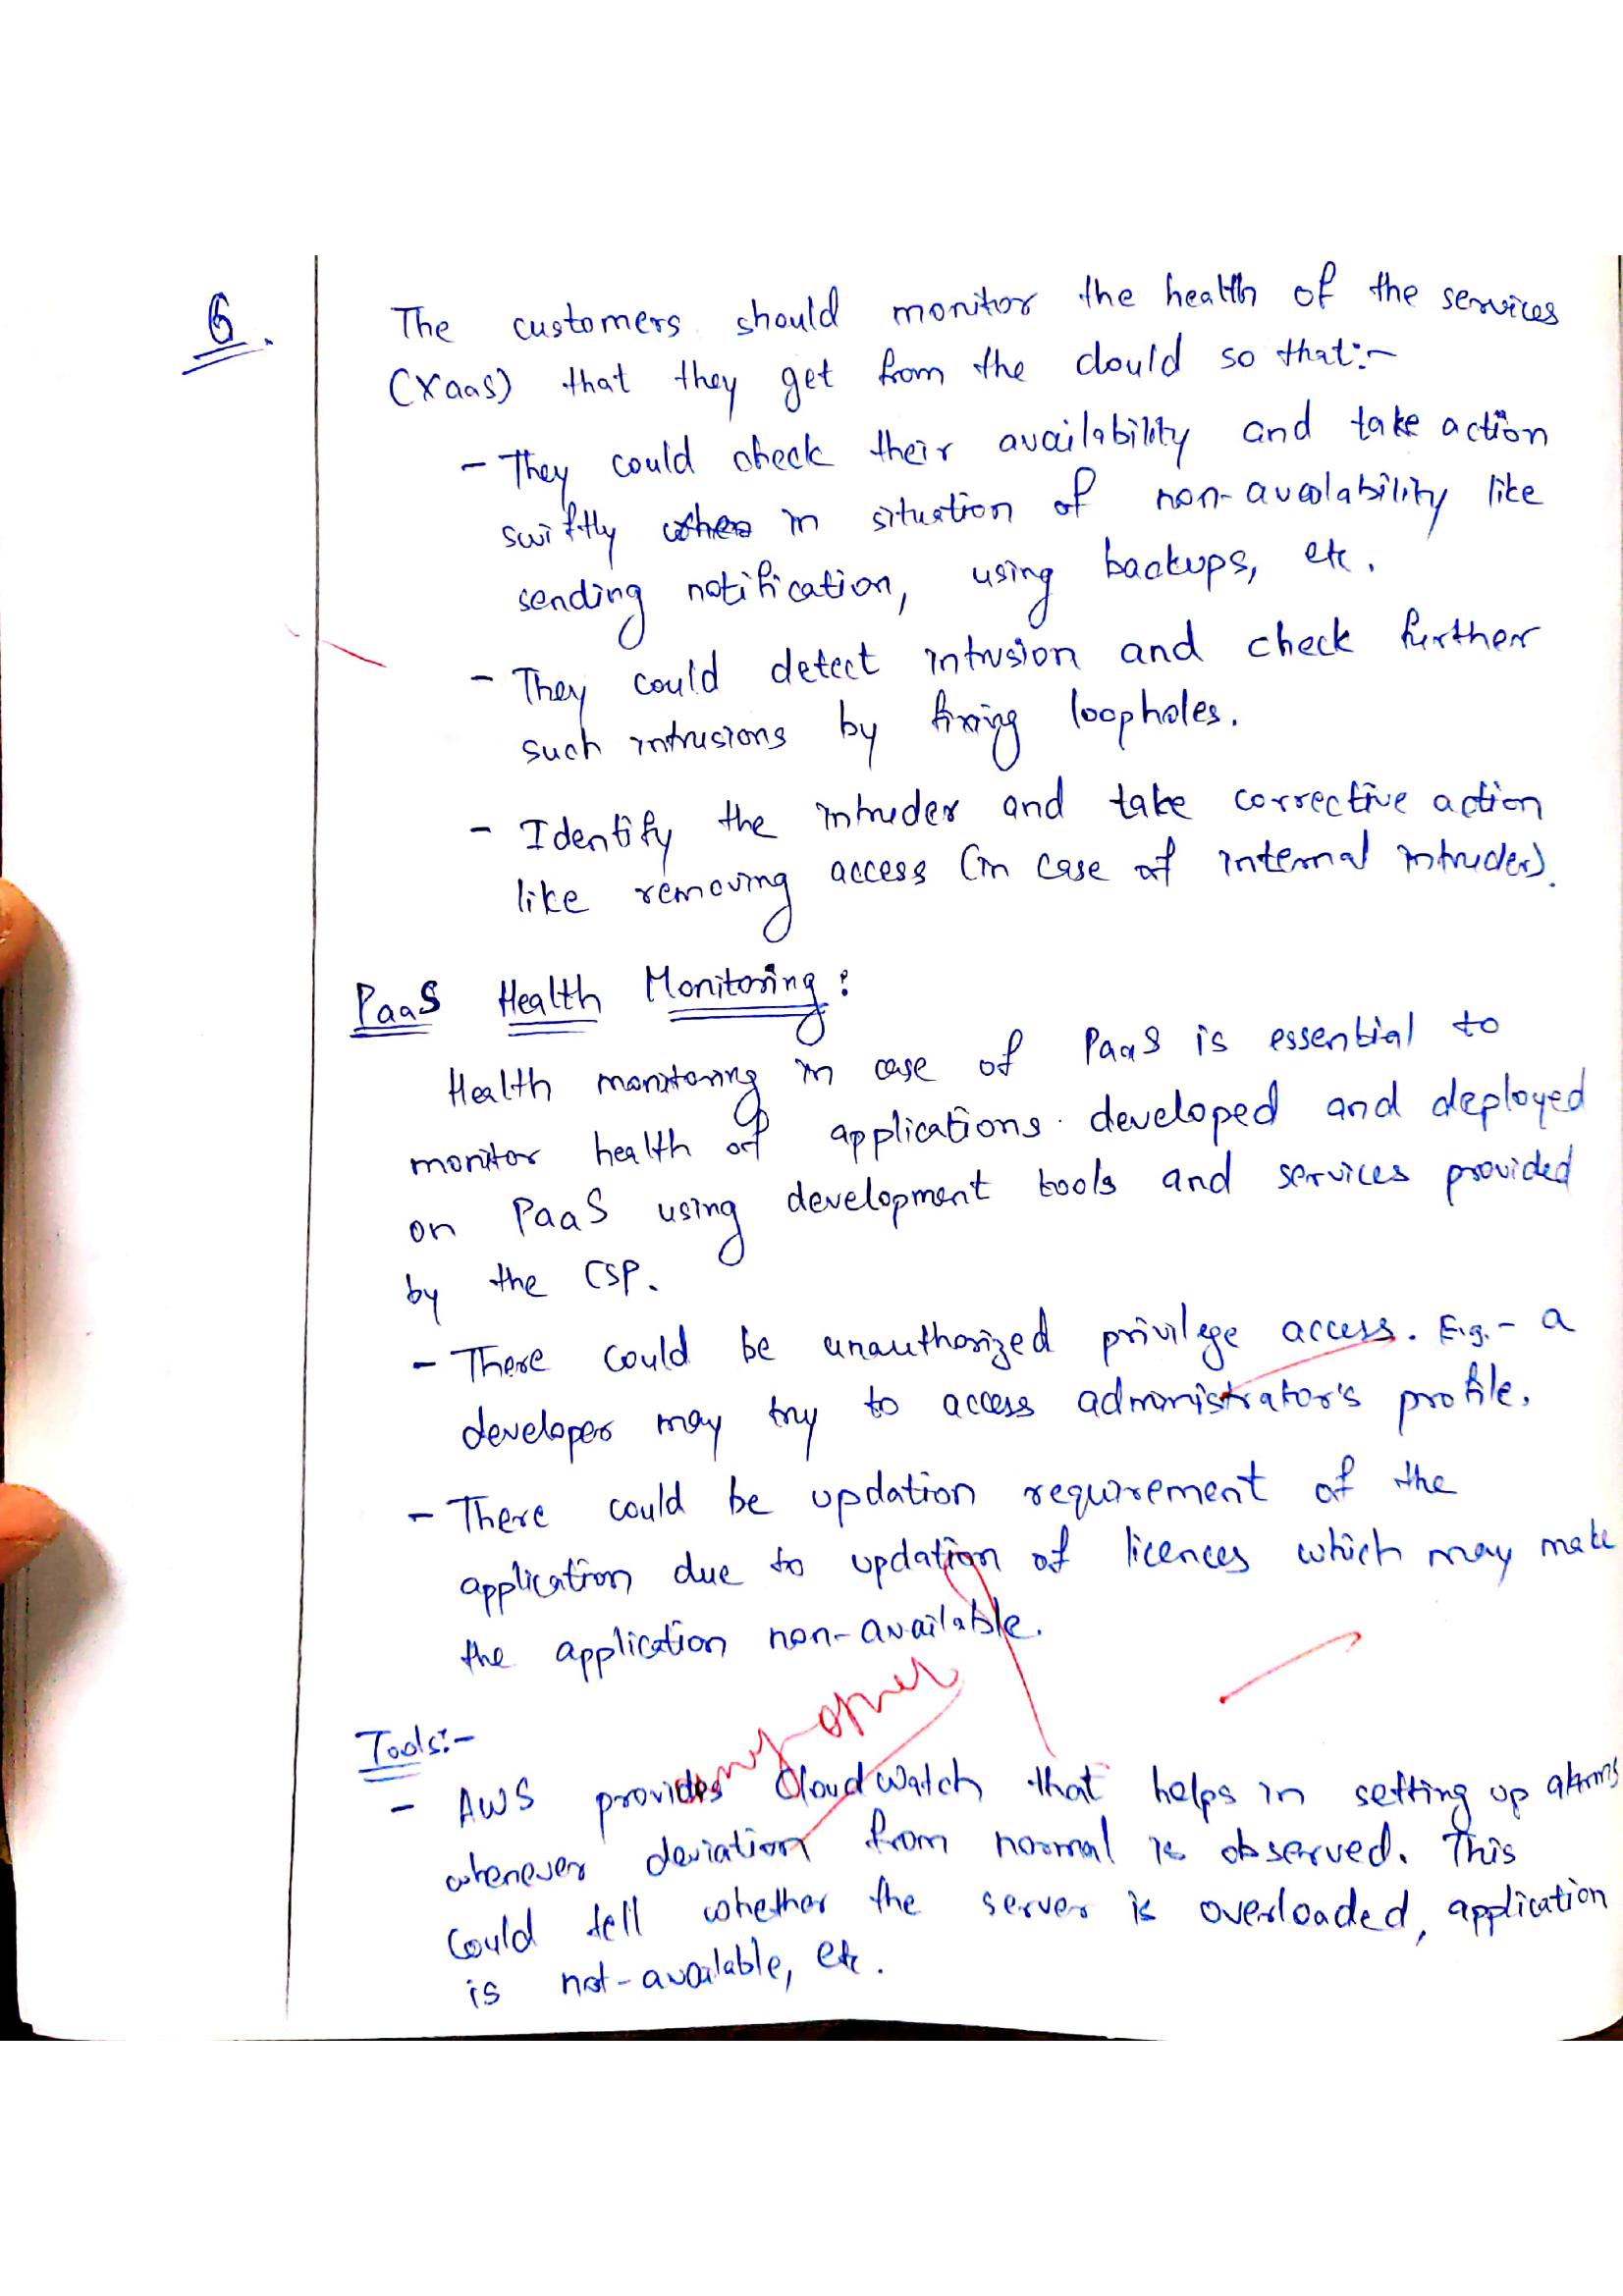 6.
The customers should monitor the health of the services
(Xaas) that they get from the clould so that:-
- They could check their availability and take action
swiftly in situation of non-avaolability like
sending notification, using backups, etc.
- They could detect intrusion and check further
such intrusions by fixing loopholes.
- Identify the intruder and take corrective action
like removing access (in case of internal intruder).
PaaS Health Monitoring:
Health monitoring in case of PaaS is essential to
monitor health of applications developed and deployed
on PaaS using development tools and services provided
by the CSP.
- There could be unauthorized privilege access. E.g.- a
developer may try to access administrator's profile.
- There could be updation requirement of the
application due to updation of licences which may make
the application non-available.
Tools:-
- AWS provides CloudWatch that helps in setting up alarms
whenever deviation from normal is observed. This
could tell whether the server is overloaded, application
is not-available, etc.